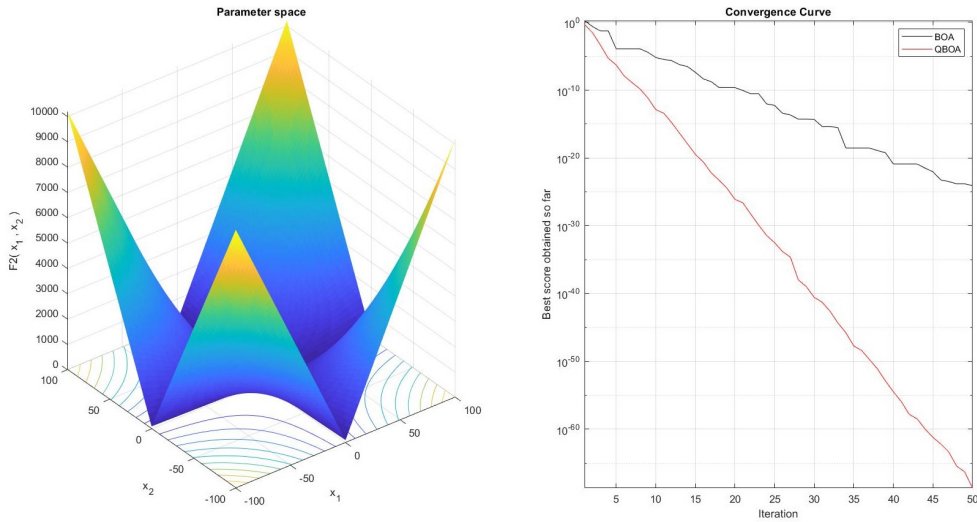 Parameter space
10000
9000
8000
7000
6000
5000
4000
3000
2000
1000
0
F2( x1 , x2 )
100
50
0
-50
-100
x2
-100
-50
0
50
100
x1
Convergence Curve
BOA
QBOA
10^0
10^-10
10^-20
10^-30
10^-40
10^-50
10^-60
Best score obtained so far
5 10 15 20 25 30 35 40 45 50
Iteration